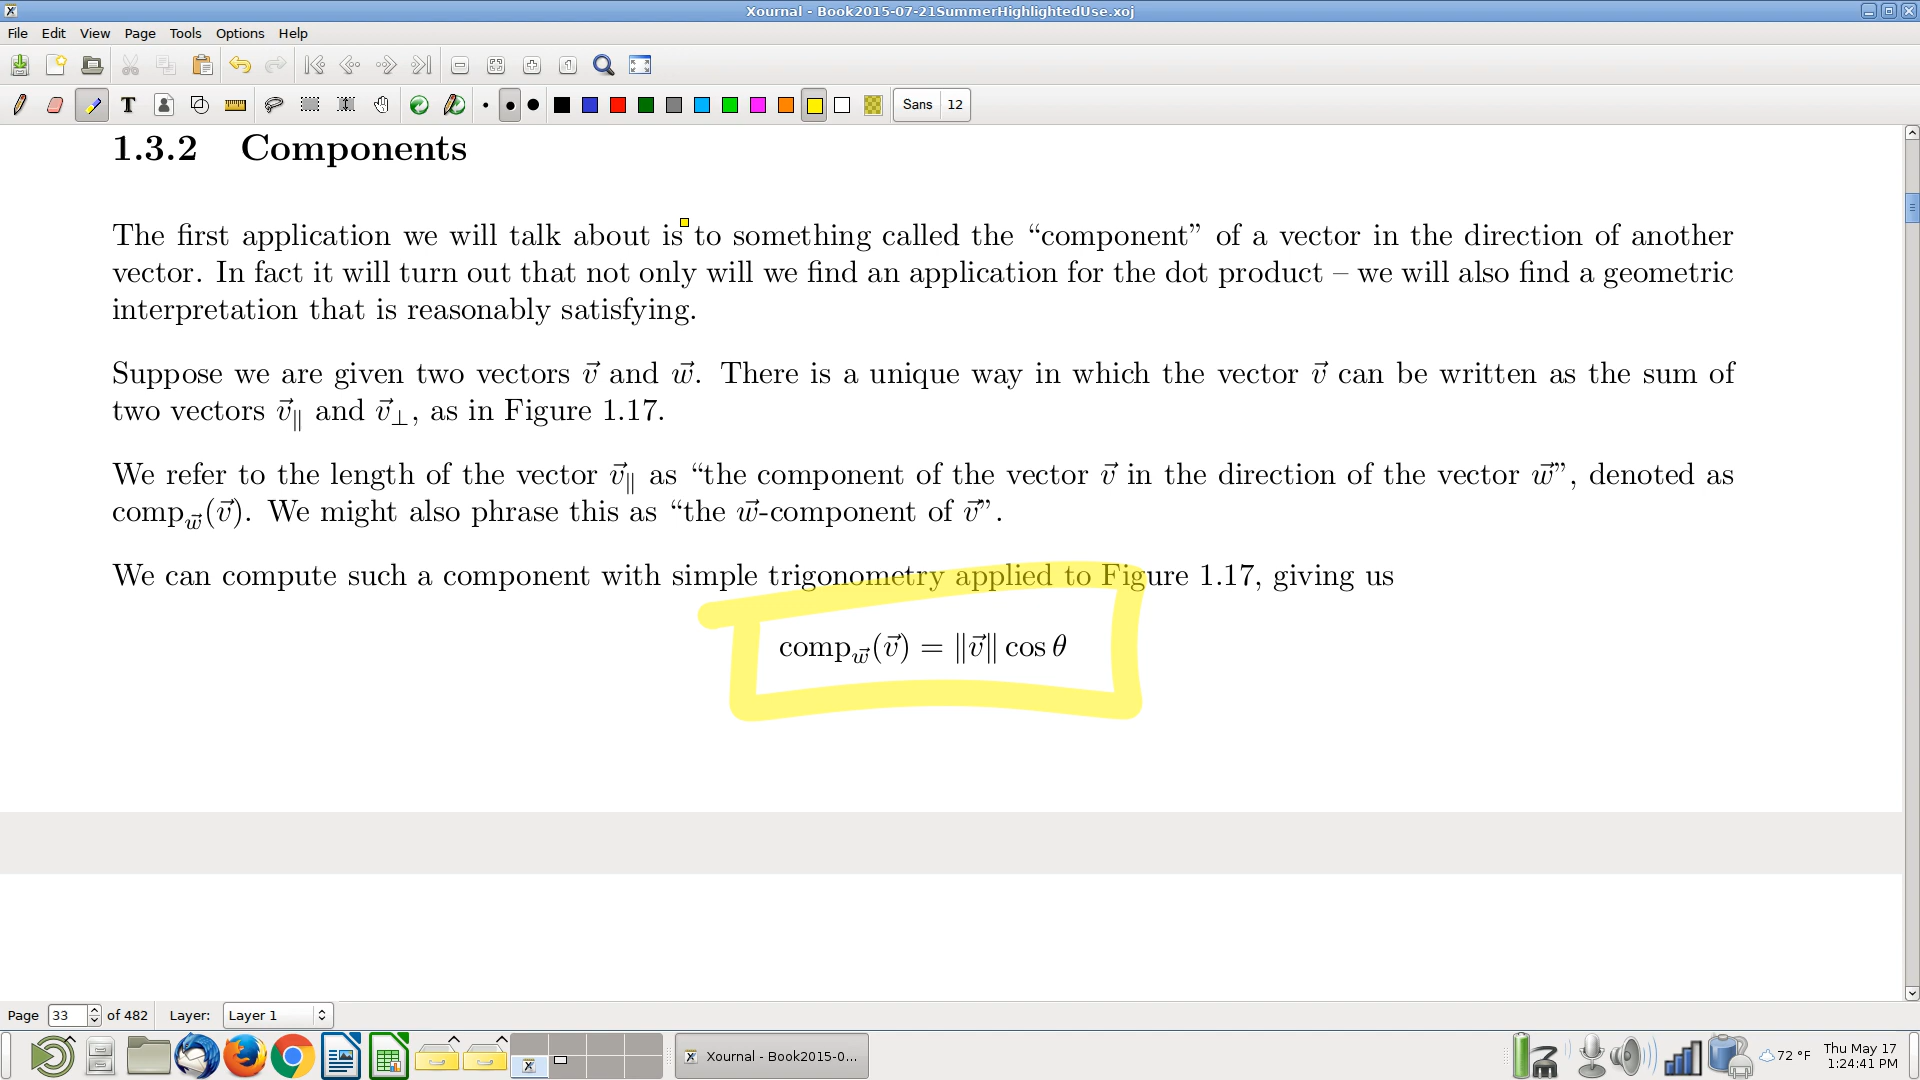 Xournal - Book2015-07-21SummerHighlightedUse.xoj
File Edit View Page Tools Options Help
Sans 12
1.3.2 Components
The first application we will talk about is to something called the “component” of a vector in the direction of another
vector. In fact it will turn out that not only will we find an application for the dot product – we will also find a geometric
interpretation that is reasonably satisfying.
Suppose we are given two vectors v⃗ and w⃗. There is a unique way in which the vector v⃗ can be written as the sum of
two vectors v⃗∥ and v⃗⊥, as in Figure 1.17.
We refer to the length of the vector v⃗∥ as “the component of the vector v⃗ in the direction of the vector w⃗”, denoted as
comp_w⃗(v⃗). We might also phrase this as “the w⃗-component of v⃗”.
We can compute such a component with simple trigonometry applied to Figure 1.17, giving us
comp_w⃗(v⃗) = ‖v⃗‖ cos θ
Page 33 of 482 Layer: Layer 1
Xournal - Book2015-0...
72 °F
Thu May 17
1:24:41 PM